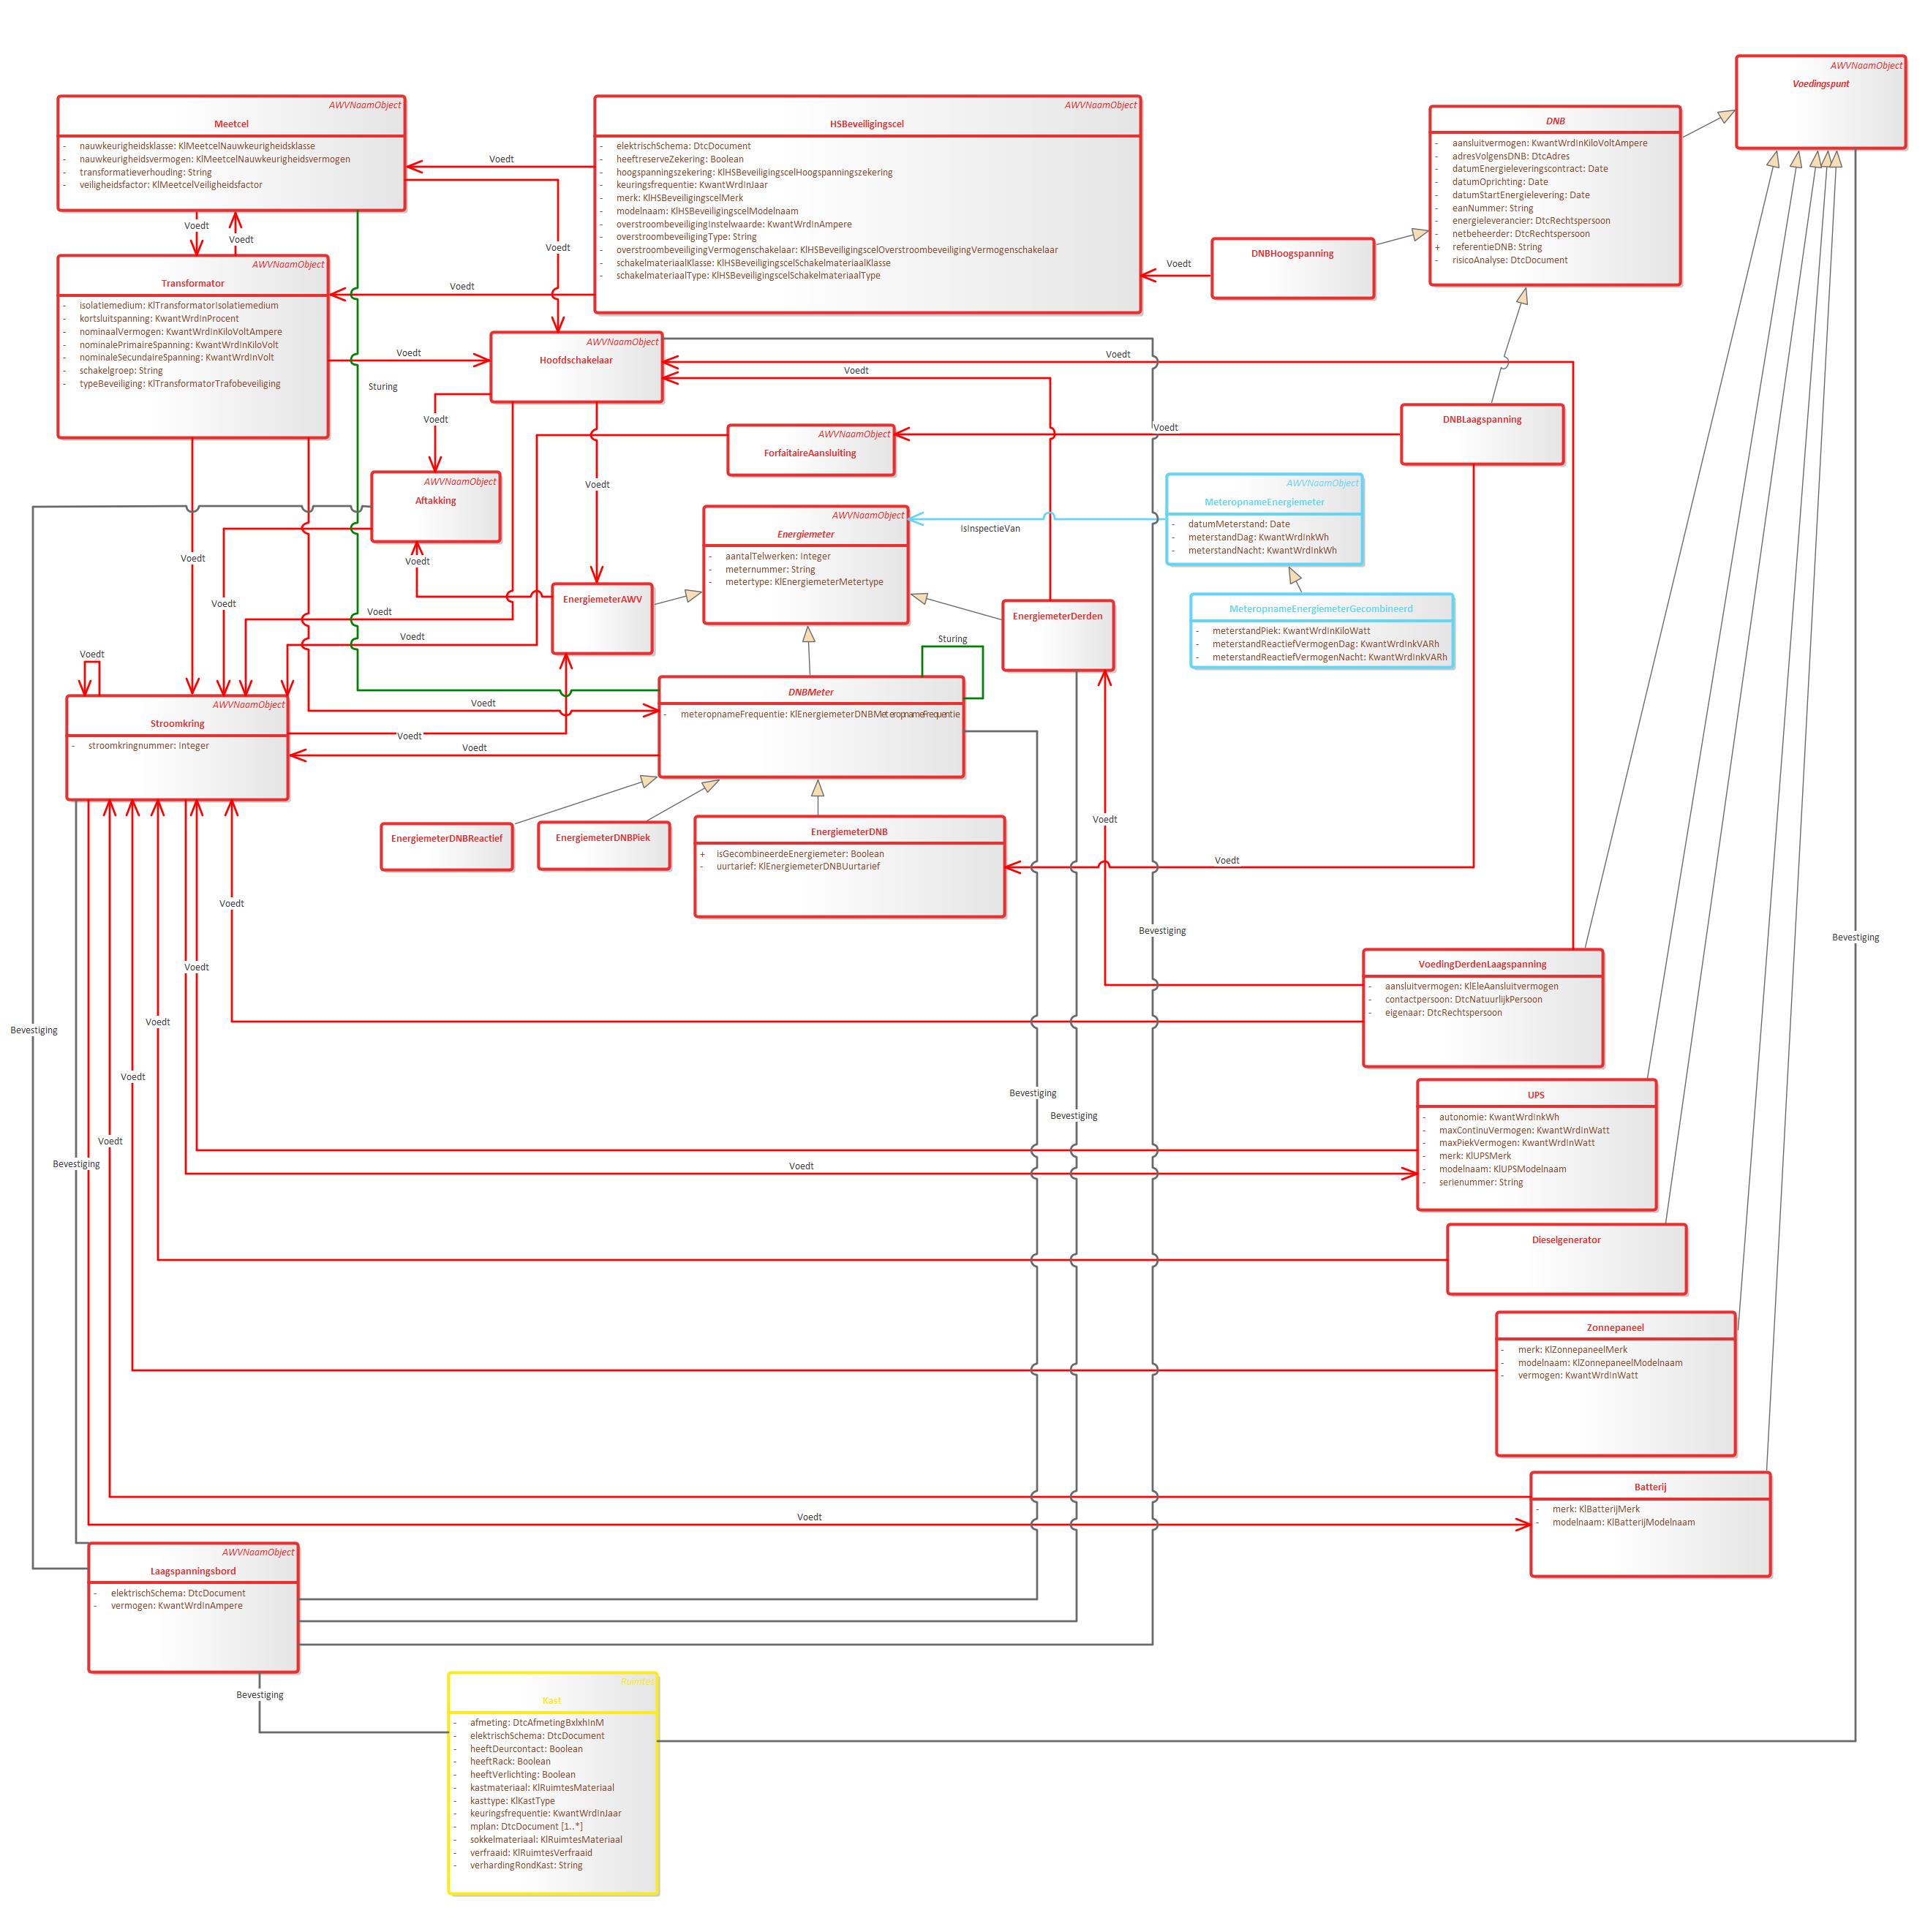 AWVNaamObject
Voedingspunt
AWVNaamObject
Meetcel
- nauwkeurigheidsklasse: KlMeetcelNauwkeurigheidsklasse
- nauwkeurigheidsvermogen: KlMeetcelNauwkeurigheidsvermogen
- transformatieverhouding: String
- veiligheidsfactor: KlMeetcelVeiligheidsfactor
AWVNaamObject
HSBeveiligingscel
- elektrischSchema: DtcDocument
- heeftreserveZekering: Boolean
- hoogspanningszekering: KlHSBeveiligingscelHoogspanningszekering
- keuringsfrequentie: KwantWrdInJaar
- merk: KlHSBeveiligingscelMerk
- modelnaam: KlHSBeveiligingscelModelnaam
- overstroombeveiligingInstelwaarde: KwantWrdInAmpere
- overstroombeveiligingType: String
- overstroombeveiligingVermogenschakelaar: KlHSBeveiligingscelOverstroombeveiligingVermogenschakelaar
- schakelmateriaalKlasse: KlHSBeveiligingscelSchakelmateriaalKlasse
- schakelmateriaalType: KlHSBeveiligingscelSchakelmateriaalType
DNB
- aansluitvermogen: KwantWrdInKiloVoltAmpere
- adresVolgensDNB: DtcAdres
- datumEnergieleveringscontract: Date
- datumOprichting: Date
- datumStartEnergielevering: Date
- eanNummer: String
- energieleverancier: DtcRechtspersoon
- netbeheerder: DtcRechtspersoon
+ referentieDNB: String
- risicoAnalyse: DtcDocument
Voedt
Voedt
Voedt
Voedt
DNBHoogspanning
Voedt
Voedt
AWVNaamObject
Transformator
- isolatiemedium: KlTransformatorIsolatiemedium
- kortsluitspanning: KwantWrdInProcent
- nominaalVermogen: KwantWrdInKiloVoltAmpere
- nominalePrimaireSpanning: KwantWrdInKiloVolt
- nominaleSecundaireSpanning: KwantWrdInVolt
- schakelgroep: String
- typeBeveiliging: KlTransformatorTrafobeveiliging
AWVNaamObject
Hoofdschakelaar
Voedt
Voedt
Voedt
Sturing
Voedt
DNBLaagspanning
Voedt
AWVNaamObject
ForfaitaireAansluiting
AWVNaamObject
Aftakking
Voedt
AWVNaamObject
MeteropnameEnergiemeter
- datumMeterstand: Date
- meterstandDag: KwantWrdInkWh
- meterstandNacht: KwantWrdInkWh
IsInspectieVan
AWVNaamObject
Energiemeter
- aantalTelwerken: Integer
- meternummer: String
- metertype: KlEnergiemeterMetertype
Voedt
Voedt
Voedt
EnergiemeterAWV
EnergiemeterDerden
MeteropnameEnergiemeterGecombineerd
- meterstandPiek: KwantWrdInKiloWatt
- meterstandReactiefVermogenDag: KwantWrdInkVARh
- meterstandReactiefVermogenNacht: KwantWrdInkVARh
Voedt
Voedt
Sturing
Voedt
AWVNaamObject
Stroomkring
- stroomkringnummer: Integer
DNBMeter
- meteropnameFrequentie: KlEnergiemeterDNBMeteropnameFrequentie
Voedt
Voedt
Voedt
EnergiemeterDNBReactief
EnergiemeterDNBPiek
EnergiemeterDNB
+ isGecombineerdeEnergiemeter: Boolean
- uurtarief: KlEnergiemeterDNBUurtarief
Voedt
Voedt
Voedt
Bevestiging
Bevestiging
Voedt
VoedingDerdenLaagspanning
- aansluitvermogen: KlEleAansluitvermogen
- contactpersoon: DtcNatuurlijkPersoon
- eigenaar: DtcRechtspersoon
Voedt
Bevestiging
Voedt
Bevestiging
Bevestiging
UPS
- autonomie: KwantWrdInkWh
- maxContinuVermogen: KwantWrdInWatt
- maxPiekVermogen: KwantWrdInWatt
- merk: KlUPSMerk
- modelnaam: KlUPSModelnaam
- serienummer: String
Voedt
Bevestiging
Voedt
Dieselgenerator
Zonnepaneel
- merk: KlZonnepaneelMerk
- modelnaam: KlZonnepaneelModelnaam
- vermogen: KwantWrdInWatt
Batterij
- merk: KlBatterijMerk
- modelnaam: KlBatterijModelnaam
Voedt
AWVNaamObject
Laagspanningsbord
- elektrischSchema: DtcDocument
- vermogen: KwantWrdInAmpere
Bevestiging
Ruimtes
Kast
- afmeting: DtcAfmetingBxlxhInM
- elektrischSchema: DtcDocument
- heeftDeurcontact: Boolean
- heeftRack: Boolean
- heeftVerlichting: Boolean
- kastmateriaal: KlRuimtesMateriaal
- kasttype: KlKastType
- keuringsfrequentie: KwantWrdInJaar
- mplan: DtcDocument [1..*]
- sokkelmateriaal: KlRuimtesMateriaal
- verfraaid: KlRuimtesVerfraaid
- verhardingRondKast: String